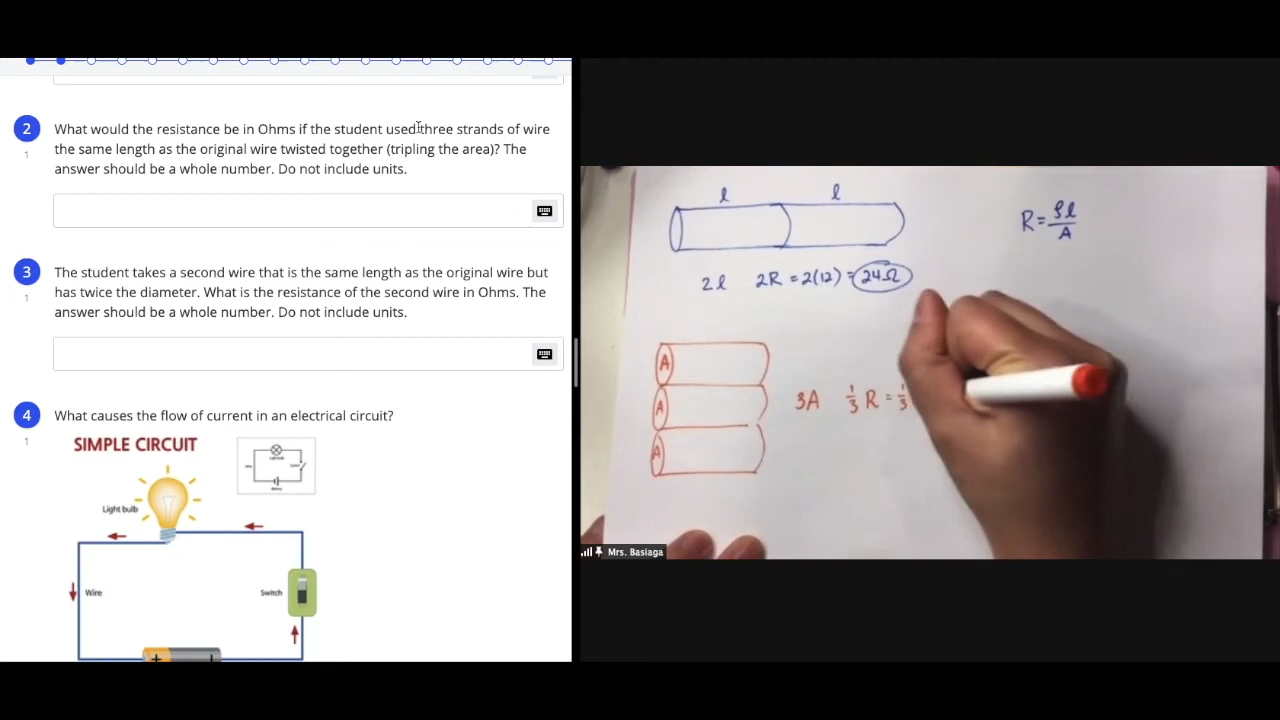 2
What would the resistance be in Ohms if the student used three strands of wire
1
the same length as the original wire twisted together (tripling the area)? The
answer should be a whole number. Do not include units.
3
The student takes a second wire that is the same length as the original wire but
1
has twice the diameter. What is the resistance of the second wire in Ohms. The
answer should be a whole number. Do not include units.
4
What causes the flow of current in an electrical circuit?
1
SIMPLE CIRCUIT
Light bulb
Wire
Switch
+
l l
R = ρl/A
2l 2R = 2(12) = 24Ω
A
A
A
3A 1/3 R = 1/3
Mrs. Basiaga